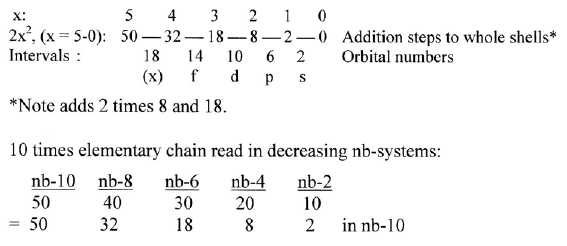 x: 5 4 3 2 1 0
2x², (x = 5-0): 50 — 32 — 18 — 8 — 2 — 0 Addition steps to whole shells*
Intervals : 18 14 10 6 2 Orbital numbers
(x) f d p s
*Note adds 2 times 8 and 18.
10 times elementary chain read in decreasing nb-systems:
nb-10 nb-8 nb-6 nb-4 nb-2
50 40 30 20 10
= 50 32 18 8 2 in nb-10